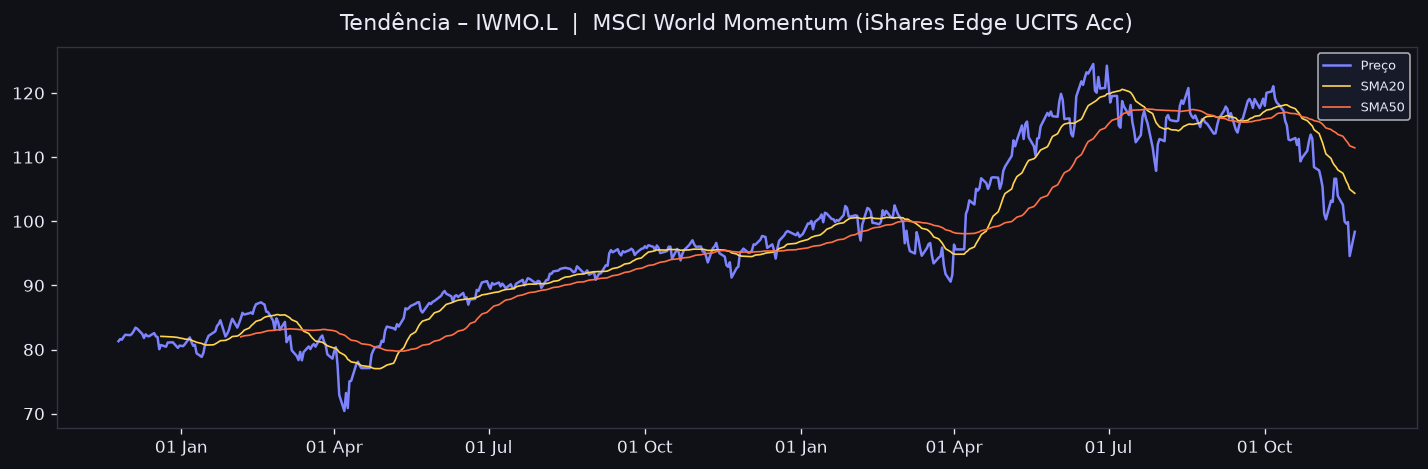 Tendência – IWMO.L | MSCI World Momentum (iShares Edge UCITS Acc)
Preço
SMA20
SMA50
120
110
100
90
80
70
01 Jan
01 Apr
01 Jul
01 Oct
01 Jan
01 Apr
01 Jul
01 Oct